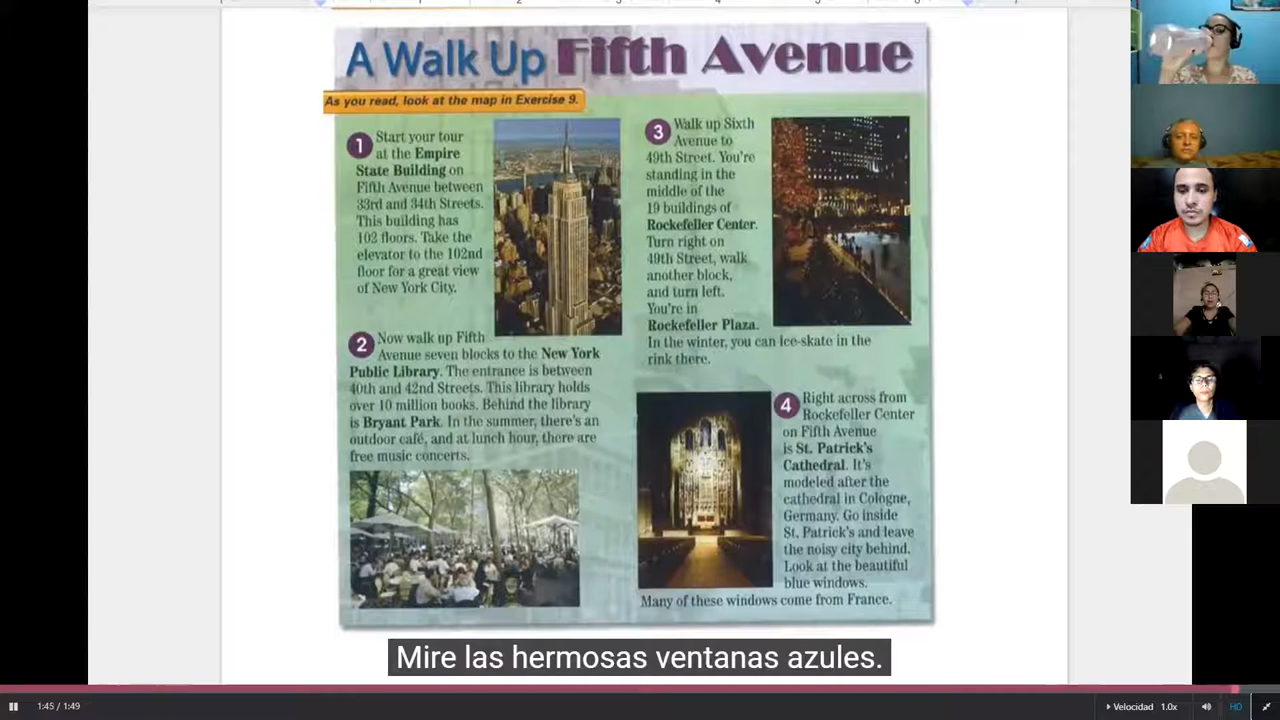 A Walk Up Fifth Avenue
As you read, look at the map in Exercise 9.
1 Start your tour
at the Empire
State Building on
Fifth Avenue between
33rd and 34th Streets.
This building has
102 floors. Take the
elevator to the 102nd
floor for a great view
of New York City.
2 Now walk up Fifth
Avenue seven blocks to the New York
Public Library. The entrance is between
40th and 42nd Streets. This library holds
over 10 million books. Behind the library
is Bryant Park. In the summer, there's an
outdoor café, and at lunch hour, there are
free music concerts.
3 Walk up Sixth
Avenue to
49th Street. You're
standing in the
middle of the
19 buildings of
Rockefeller Center.
Turn right on
49th Street, walk
another block,
and turn left.
You're in
Rockefeller Plaza.
In the winter, you can ice-skate in the
rink there.
4 Right across from
Rockefeller Center
on Fifth Avenue
is St. Patrick's
Cathedral. It's
modeled after the
cathedral in Cologne,
Germany. Go inside
St. Patrick's and leave
the noisy city behind.
Look at the beautiful
blue windows.
Many of these windows come from France.
Mire las hermosas ventanas azules.
1:45 / 1:49
Velocidad 1.0x
HD